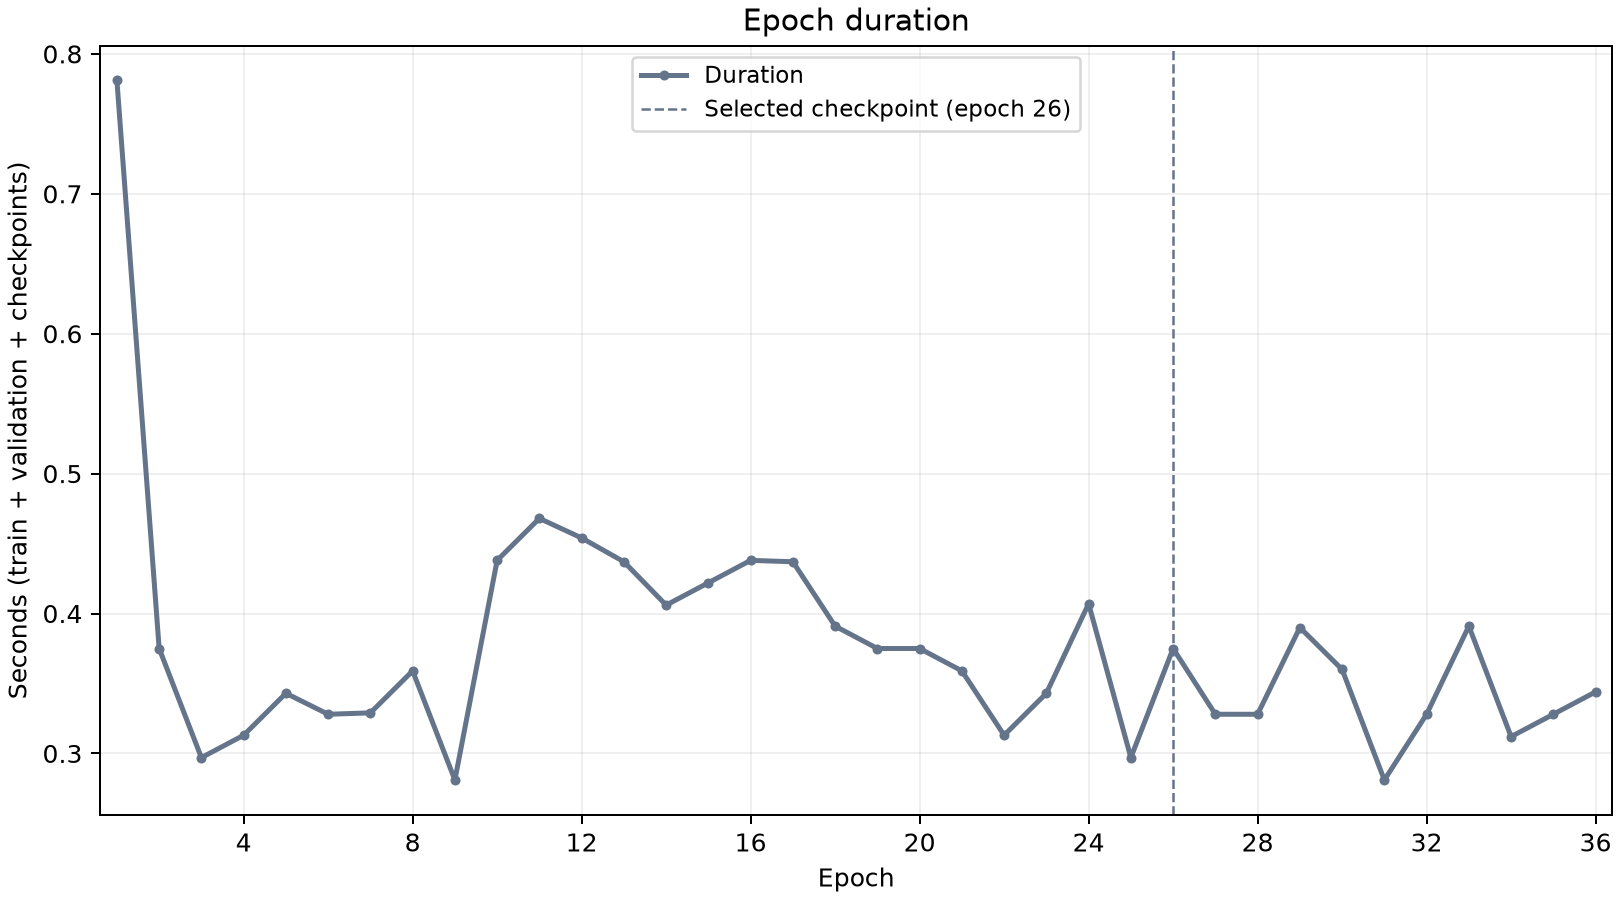 Epoch duration
Duration
Selected checkpoint (epoch 26)
Seconds (train + validation + checkpoints)
0.8
0.7
0.6
0.5
0.4
0.3
4 8 12 16 20 24 28 32 36
Epoch